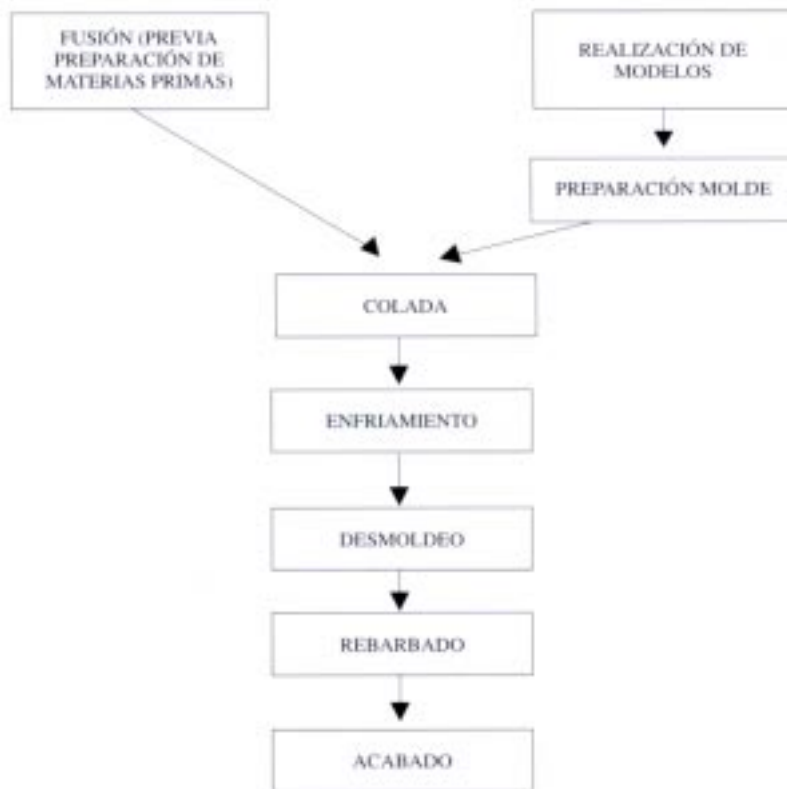 FUSIÓN (PREVIA
PREPARACIÓN DE
MATERIAS PRIMAS)
REALIZACIÓN DE
MODELOS
PREPARACIÓN MOLDE
COLADA
ENFRIAMIENTO
DESMOLDEO
REBARBADO
ACABADO